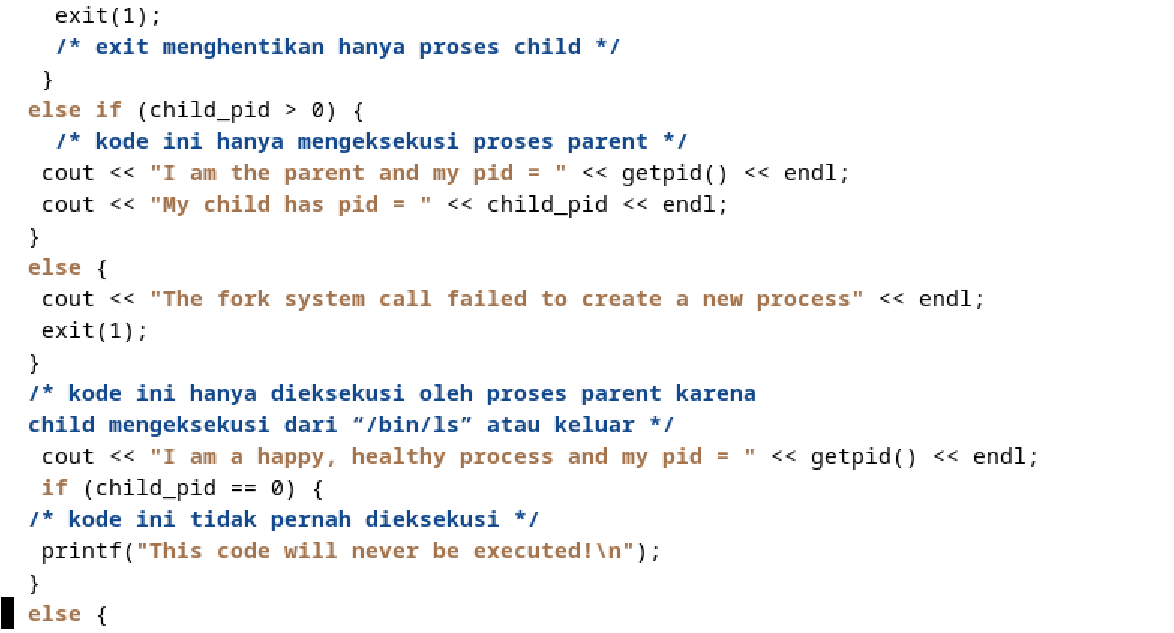 exit(1);
/* exit menghentikan hanya proses child */
}
else if (child_pid > 0) {
/* kode ini hanya mengeksekusi proses parent */
cout << "I am the parent and my pid = " << getpid() << endl;
cout << "My child has pid = " << child_pid << endl;
}
else {
cout << "The fork system call failed to create a new process" << endl;
exit(1);
}
/* kode ini hanya dieksekusi oleh proses parent karena
child mengeksekusi dari “/bin/ls” atau keluar */
cout << "I am a happy, healthy process and my pid = " << getpid() << endl;
if (child_pid == 0) {
/* kode ini tidak pernah dieksekusi */
printf("This code will never be executed!\n");
}
else {